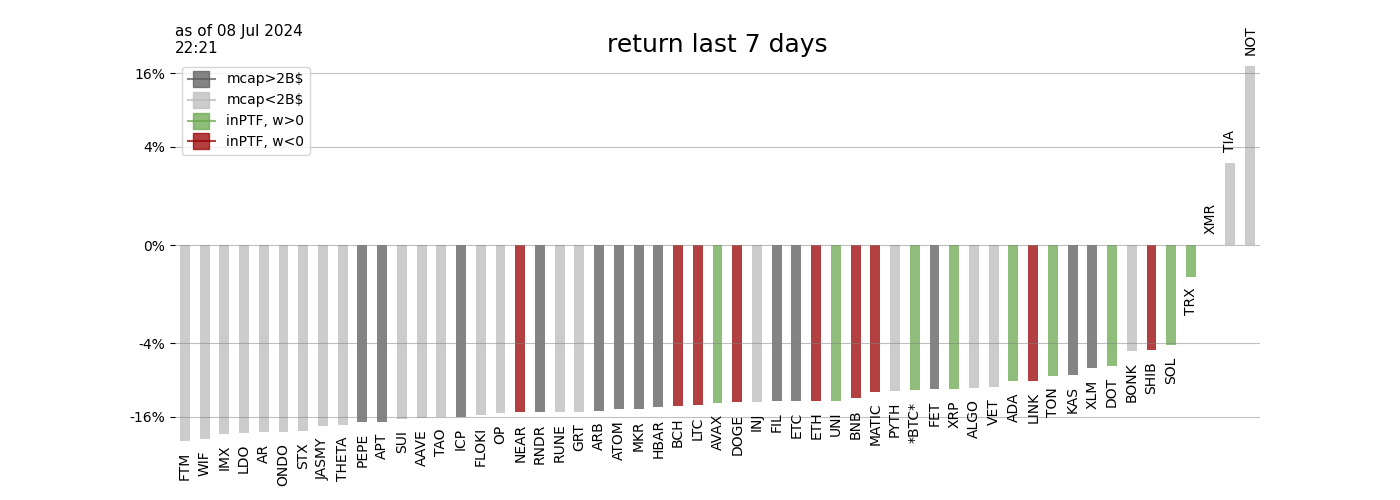 as of 08 Jul 2024
22:21
return last 7 days
mcap>2B$
mcap<2B$
inPTF, w>0
inPTF, w<0
16%
4%
0%
-4%
-16%
FTM
WIF
IMX
LDO
AR
ONDO
STX
JASMY
THETA
PEPE
APT
SUI
AAVE
TAO
ICP
FLOKI
OP
NEAR
RNDR
RUNE
GRT
ARB
ATOM
MKR
HBAR
BCH
LTC
AVAX
DOGE
INJ
FIL
ETC
ETH
UNI
BNB
MATIC
PYTH
*BTC*
FET
XRP
ALGO
VET
ADA
LINK
TON
KAS
XLM
DOT
BONK
SHIB
SOL
TRX
XMR
TIA
NOT